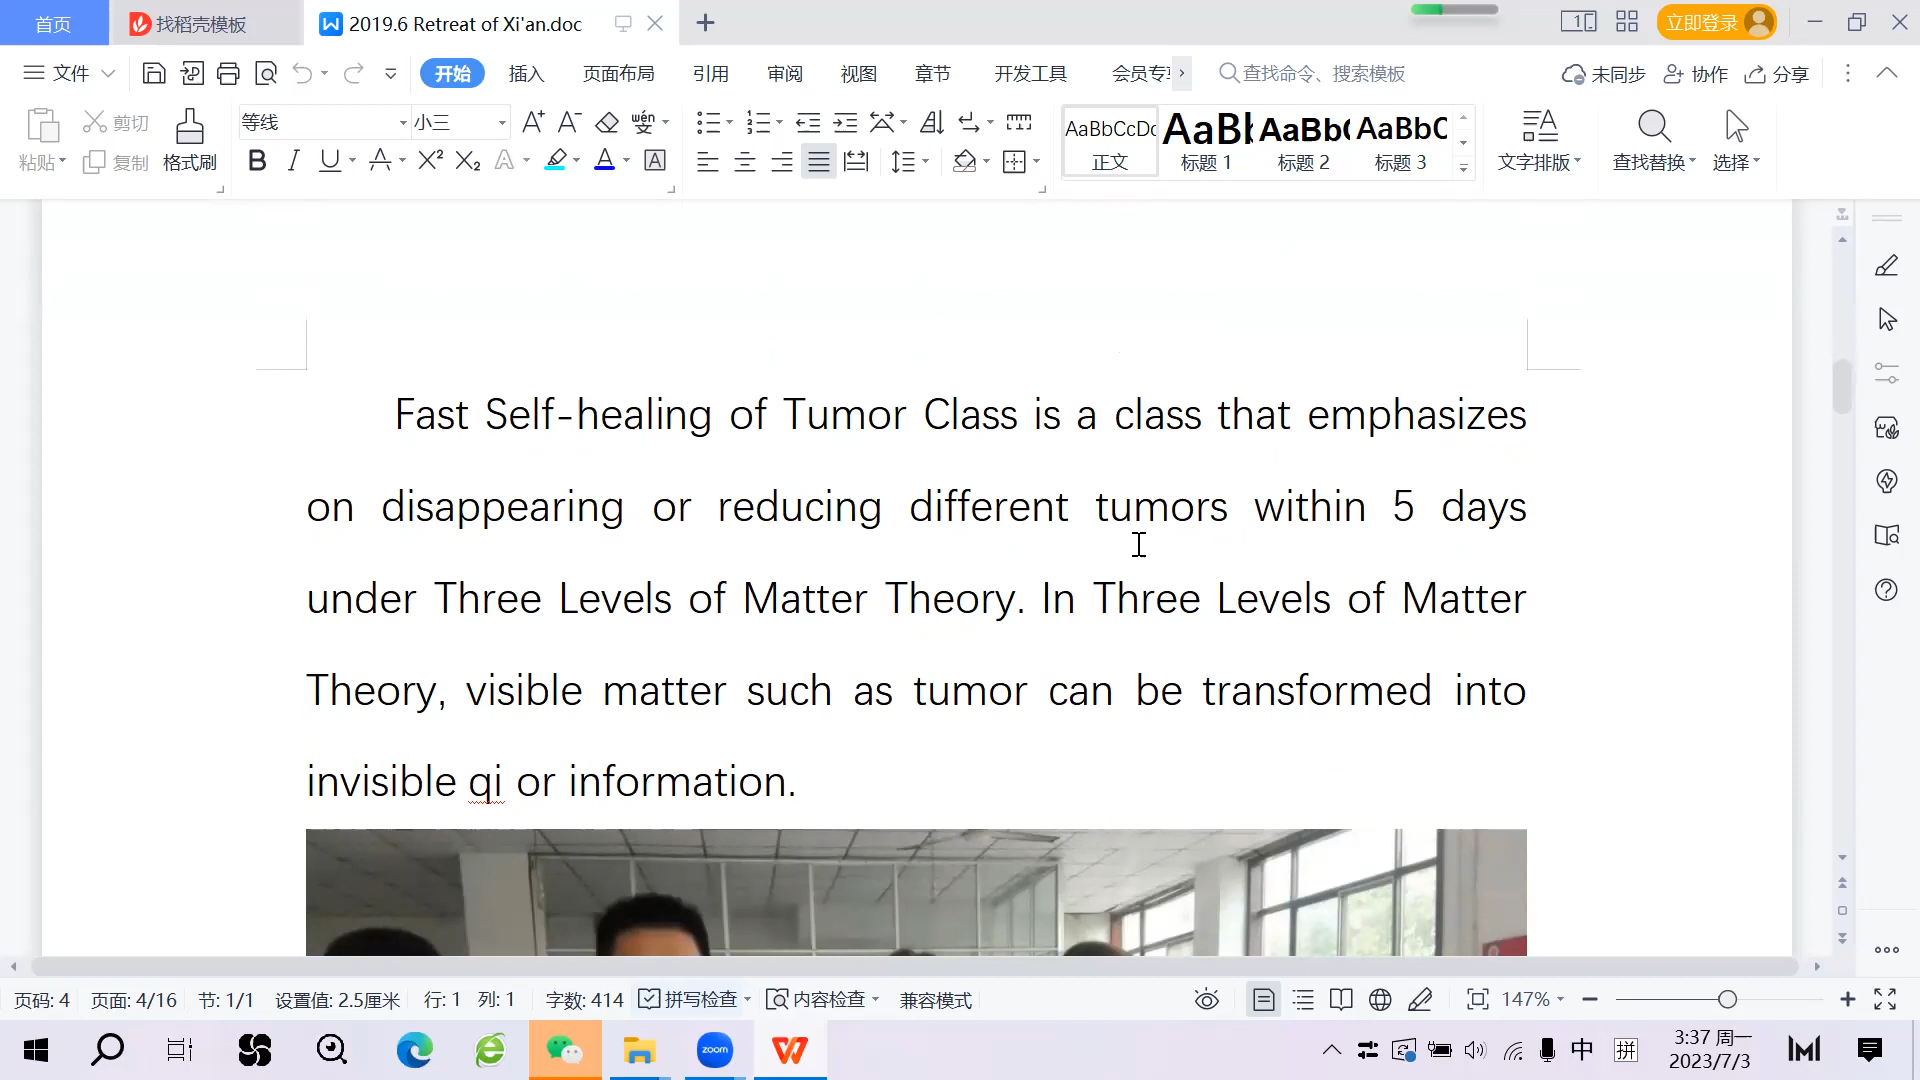 首页
找稻壳模板
2019.6 Retreat of Xi'an.doc
立即登录
文件
开始
插入
页面布局
引用
审阅
视图
章节
开发工具
会员专
查找命令、搜索模板
未同步
协作
分享
粘贴
剪切
复制
格式刷
等线
小三
AaBbCcDd
正文
AaBb
标题 1
AaBb(
标题 2
AaBbC
标题 3
文字排版
查找替换
选择
Fast Self-healing of Tumor Class is a class that emphasizes
on disappearing or reducing different tumors within 5 days
under Three Levels of Matter Theory. In Three Levels of Matter
Theory, visible matter such as tumor can be transformed into
invisible qi or information.
页码: 4
页面: 4/16
节: 1/1
设置值: 2.5厘米
行: 1
列: 1
字数: 414
拼写检查
内容检查
兼容模式
147%
zoom
中
拼
3:37 周一
2023/7/3